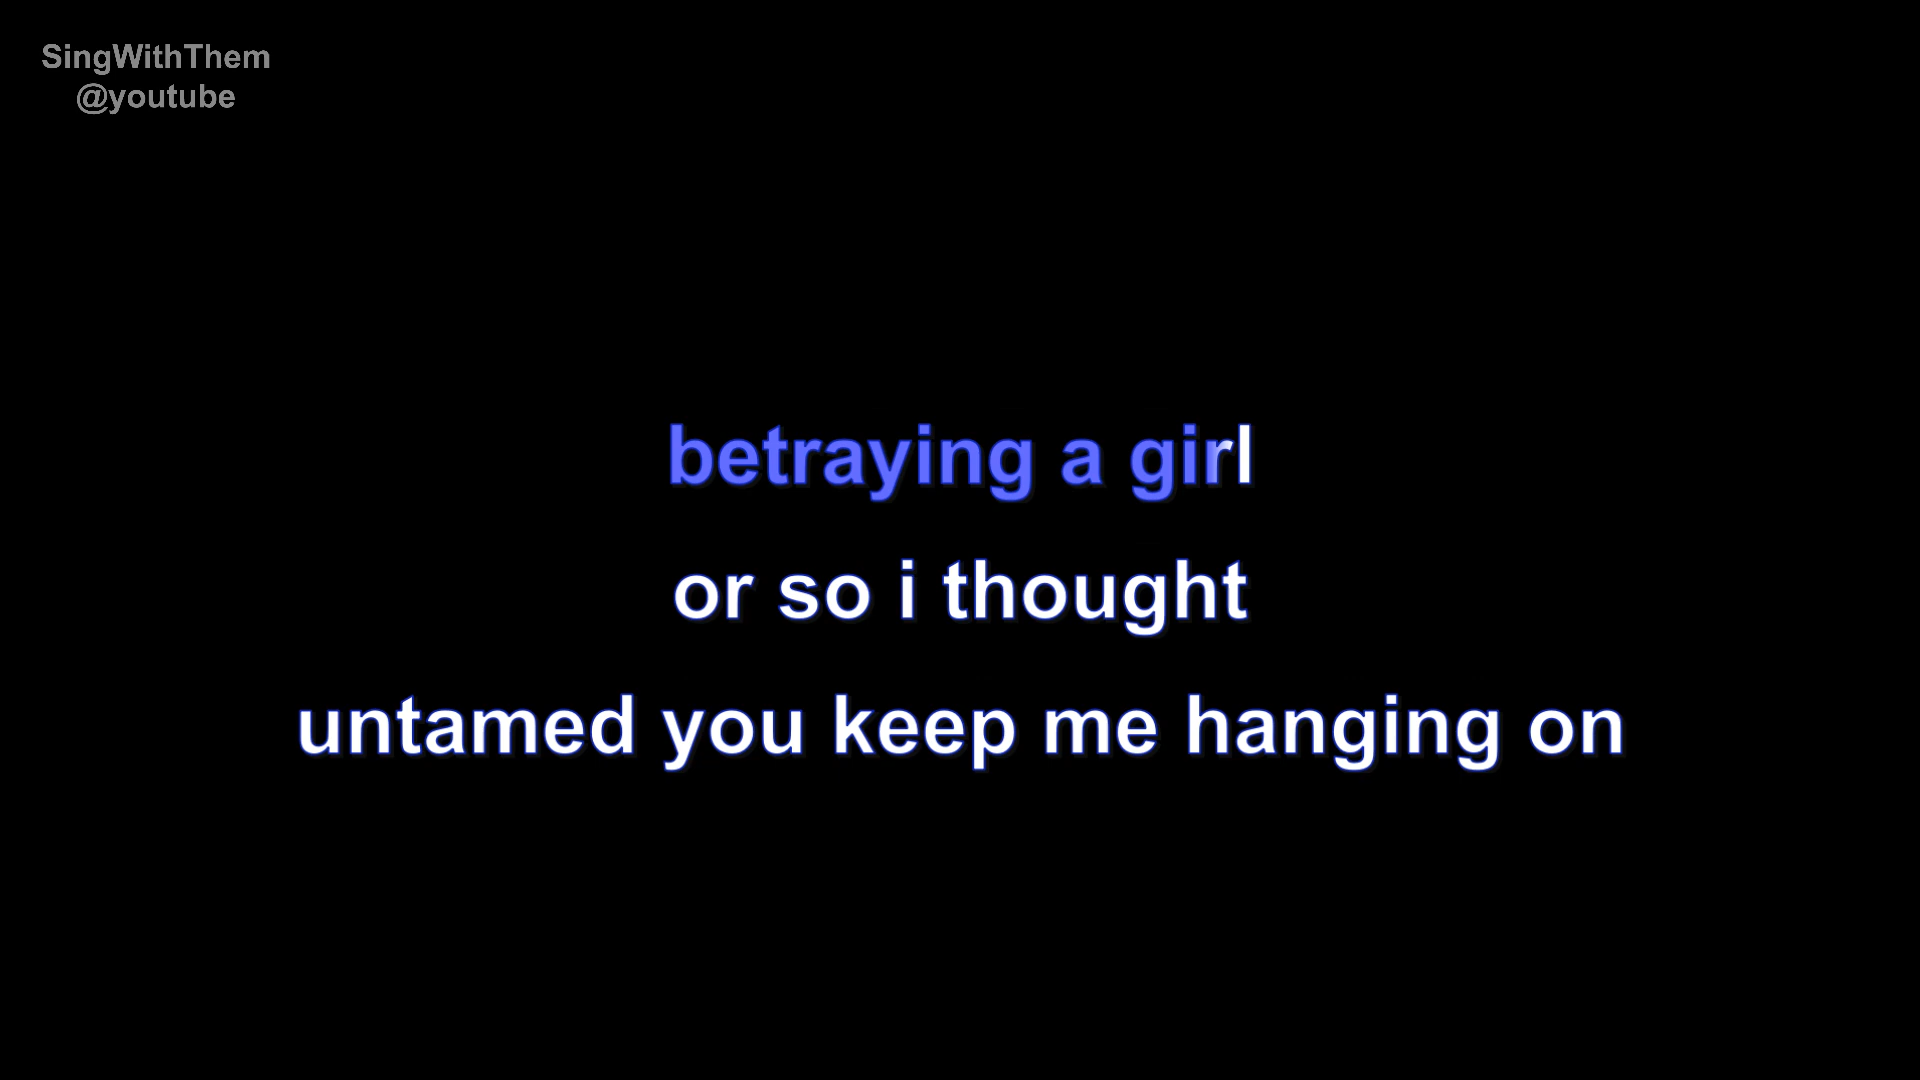 SingWithThem
@youtube
betraying a girl
or so i thought
untamed you keep me hanging on